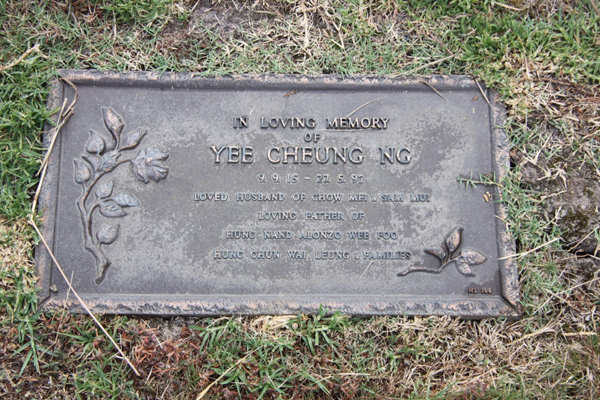 IN LOVING MEMORY
OF
YEE CHEUNG NG
9. 9. 15 - 27. 5. 92
LOVED HUSBAND OF CHOW MEI & SAM MUI
LOVING FATHER OF
HUNG NAND ALONZO WEE FOO
HUNG CHUN WAI, LEUNG & FAMILIES